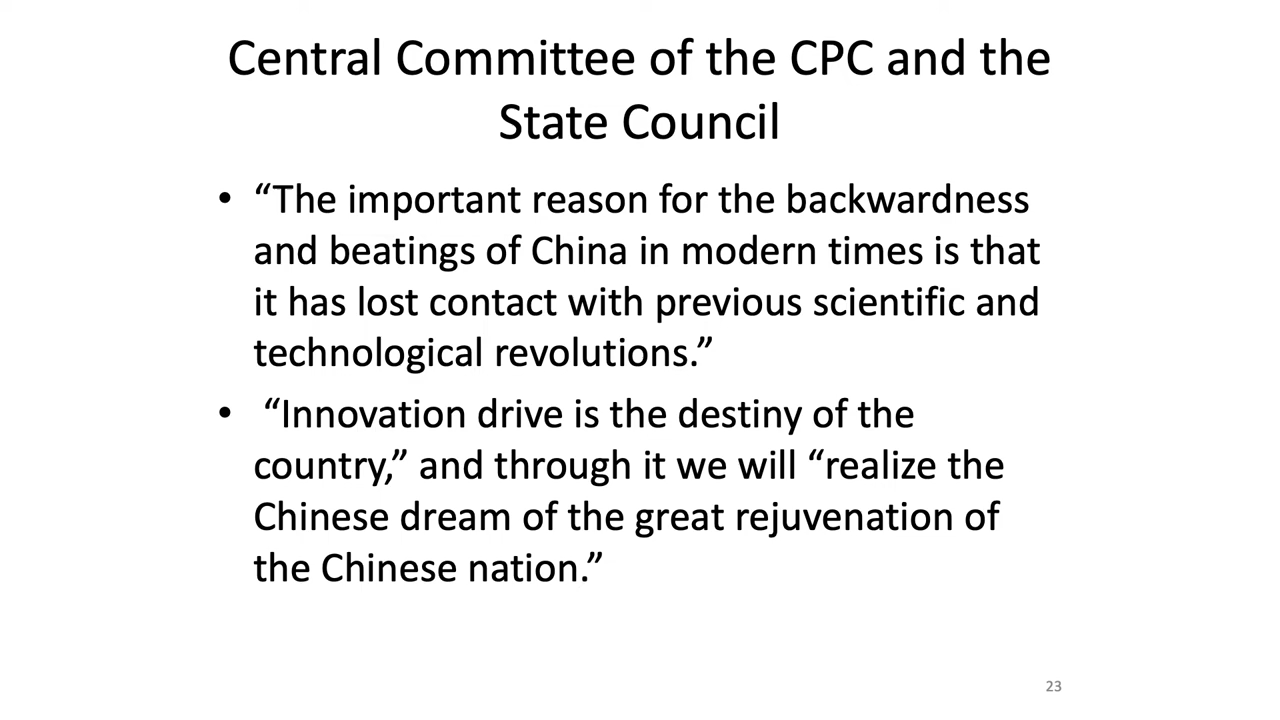 Central Committee of the CPC and the
State Council
• “The important reason for the backwardness
and beatings of China in modern times is that
it has lost contact with previous scientific and
technological revolutions.”
• “Innovation drive is the destiny of the
country,” and through it we will “realize the
Chinese dream of the great rejuvenation of
the Chinese nation.”
23